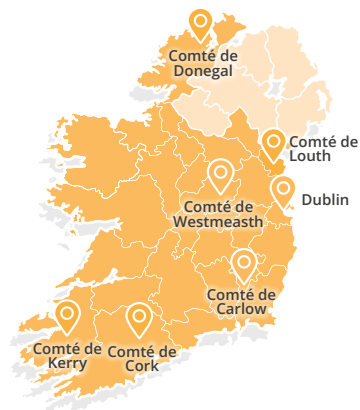 Comté de
Donegal
Comté de
Louth
Dublin
Comté de
Westmeasth
Comté de
Carlow
Comté de
Kerry
Comté de
Cork